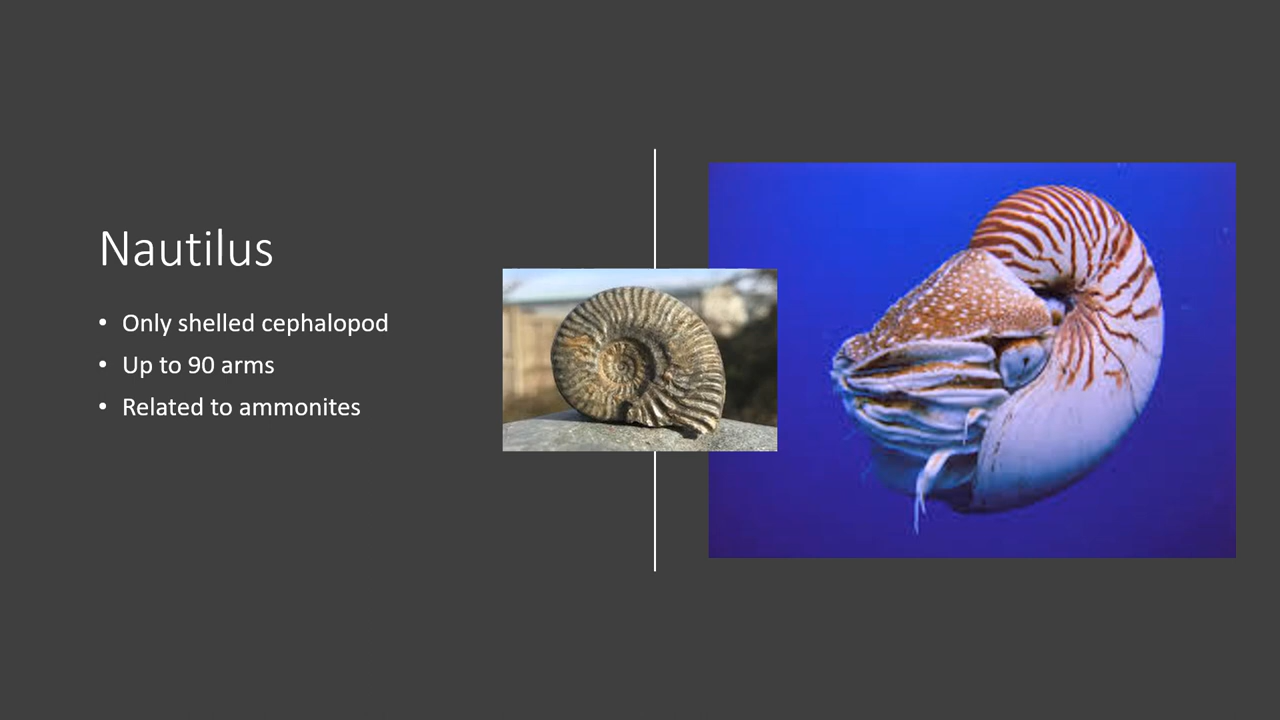 Nautilus
• Only shelled cephalopod
• Up to 90 arms
• Related to ammonites